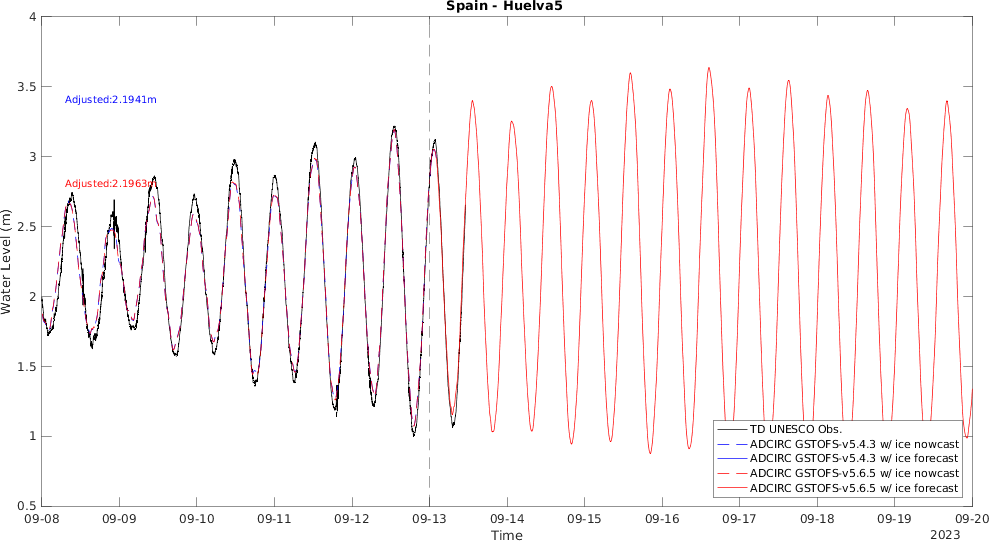 Spain - Huelva5
4
3.5
3
2.5
2
1.5
1
0.5
Water Level (m)
Adjusted:2.1941m
Adjusted:2.1963m
TD UNESCO Obs.
ADCIRC GSTOFS-v5.4.3 w/ ice nowcast
ADCIRC GSTOFS-v5.4.3 w/ ice forecast
ADCIRC GSTOFS-v5.6.5 w/ ice nowcast
ADCIRC GSTOFS-v5.6.5 w/ ice forecast
09-08 09-09 09-10 09-11 09-12 09-13 09-14 09-15 09-16 09-17 09-18 09-19 09-20
Time
2023